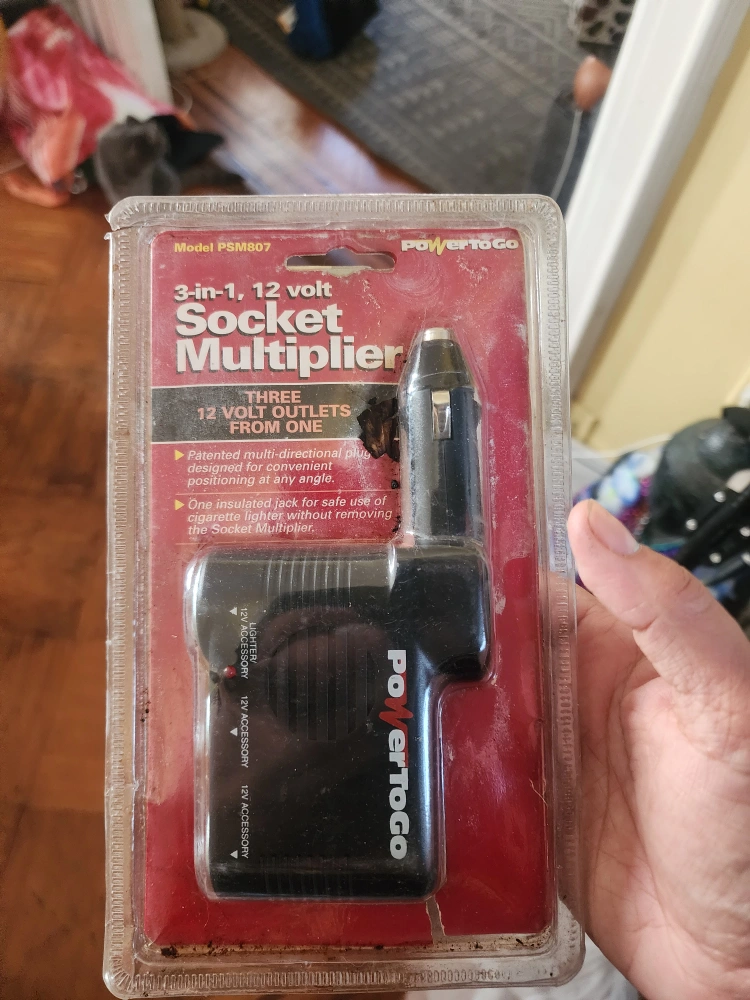 Model PSM807
PoWerToGo
3-in-1, 12 volt
Socket
Multiplier
THREE
12 VOLT OUTLETS
FROM ONE
Patented multi-directional plug
designed for convenient
positioning at any angle.
One insulated jack for safe use of
cigarette lighter without removing
the Socket Multiplier.
LIGHTER/
12V ACCESSORY
12V ACCESSORY
12V ACCESSORY
PoWerToGo